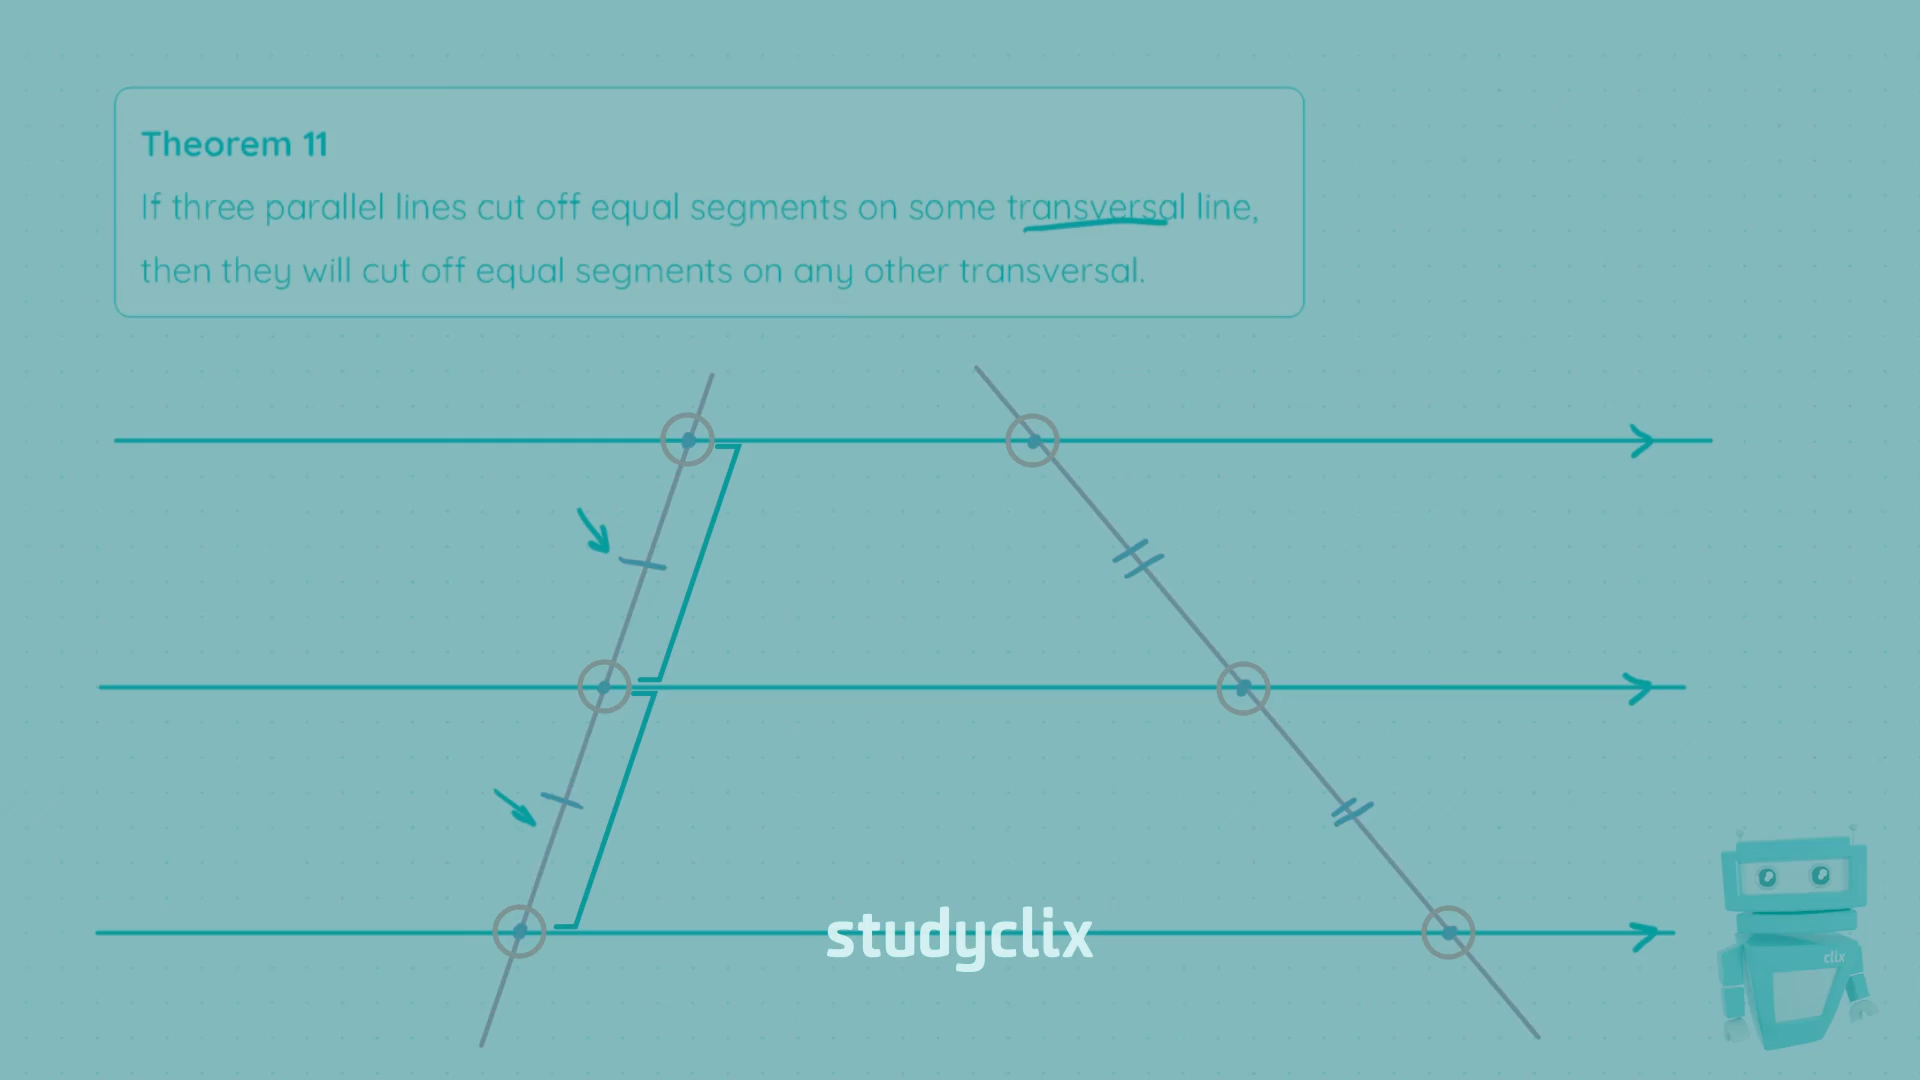 Theorem 11
If three parallel lines cut off equal segments on some transversal line,
then they will cut off equal segments on any other transversal.
studyclix
clix